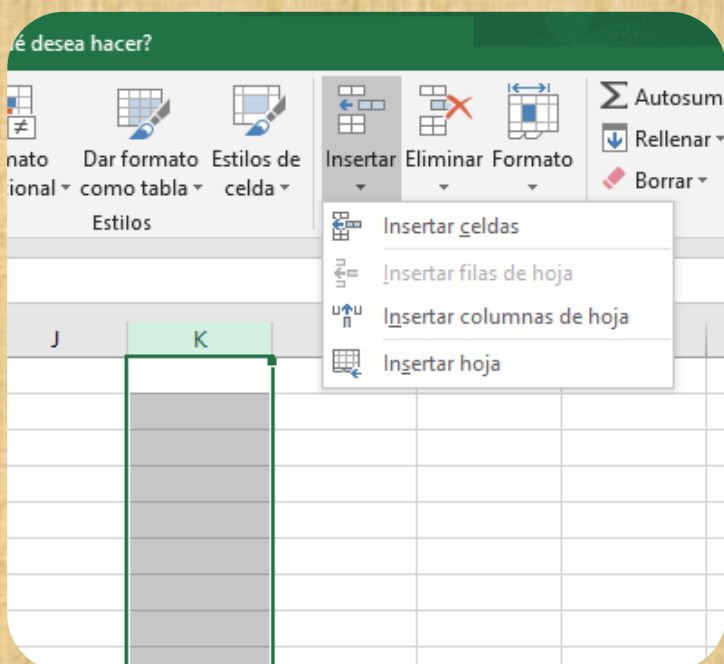 é desea hacer?
Autosum
Rellenar
Borrar
mato
ional
Dar formato
como tabla
Estilos de
celda
Insertar
Eliminar
Formato
Estilos
Insertar celdas
Insertar filas de hoja
Insertar columnas de hoja
Insertar hoja
J
K